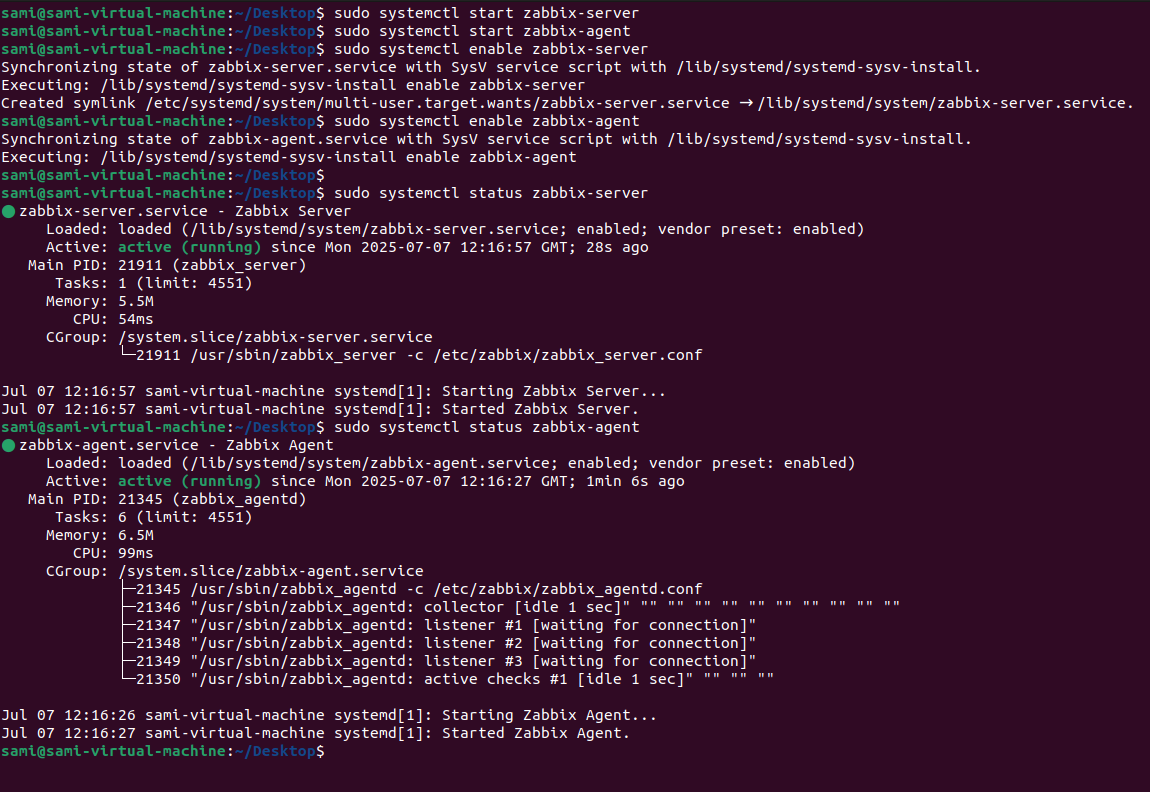 sami@sami-virtual-machine:~/Desktop$ sudo systemctl start zabbix-server
sami@sami-virtual-machine:~/Desktop$ sudo systemctl start zabbix-agent
sami@sami-virtual-machine:~/Desktop$ sudo systemctl enable zabbix-server
Synchronizing state of zabbix-server.service with SysV service script with /lib/systemd/systemd-sysv-install.
Executing: /lib/systemd/systemd-sysv-install enable zabbix-server
Created symlink /etc/systemd/system/multi-user.target.wants/zabbix-server.service → /lib/systemd/system/zabbix-server.service.
sami@sami-virtual-machine:~/Desktop$ sudo systemctl enable zabbix-agent
Synchronizing state of zabbix-agent.service with SysV service script with /lib/systemd/systemd-sysv-install.
Executing: /lib/systemd/systemd-sysv-install enable zabbix-agent
sami@sami-virtual-machine:~/Desktop$
sami@sami-virtual-machine:~/Desktop$ sudo systemctl status zabbix-server
● zabbix-server.service - Zabbix Server
     Loaded: loaded (/lib/systemd/system/zabbix-server.service; enabled; vendor preset: enabled)
     Active: active (running) since Mon 2025-07-07 12:16:57 GMT; 28s ago
   Main PID: 21911 (zabbix_server)
      Tasks: 1 (limit: 4551)
     Memory: 5.5M
        CPU: 54ms
     CGroup: /system.slice/zabbix-server.service
             └─21911 /usr/sbin/zabbix_server -c /etc/zabbix/zabbix_server.conf

Jul 07 12:16:57 sami-virtual-machine systemd[1]: Starting Zabbix Server...
Jul 07 12:16:57 sami-virtual-machine systemd[1]: Started Zabbix Server.
sami@sami-virtual-machine:~/Desktop$ sudo systemctl status zabbix-agent
● zabbix-agent.service - Zabbix Agent
     Loaded: loaded (/lib/systemd/system/zabbix-agent.service; enabled; vendor preset: enabled)
     Active: active (running) since Mon 2025-07-07 12:16:27 GMT; 1min 6s ago
   Main PID: 21345 (zabbix_agentd)
      Tasks: 6 (limit: 4551)
     Memory: 6.5M
        CPU: 99ms
     CGroup: /system.slice/zabbix-agent.service
             ├─21345 /usr/sbin/zabbix_agentd -c /etc/zabbix/zabbix_agentd.conf
             ├─21346 "/usr/sbin/zabbix_agentd: collector [idle 1 sec]" "" "" "" "" "" "" "" "" "" ""
             ├─21347 "/usr/sbin/zabbix_agentd: listener #1 [waiting for connection]"
             ├─21348 "/usr/sbin/zabbix_agentd: listener #2 [waiting for connection]"
             ├─21349 "/usr/sbin/zabbix_agentd: listener #3 [waiting for connection]"
             └─21350 "/usr/sbin/zabbix_agentd: active checks #1 [idle 1 sec]" "" "" ""

Jul 07 12:16:26 sami-virtual-machine systemd[1]: Starting Zabbix Agent...
Jul 07 12:16:27 sami-virtual-machine systemd[1]: Started Zabbix Agent.
sami@sami-virtual-machine:~/Desktop$